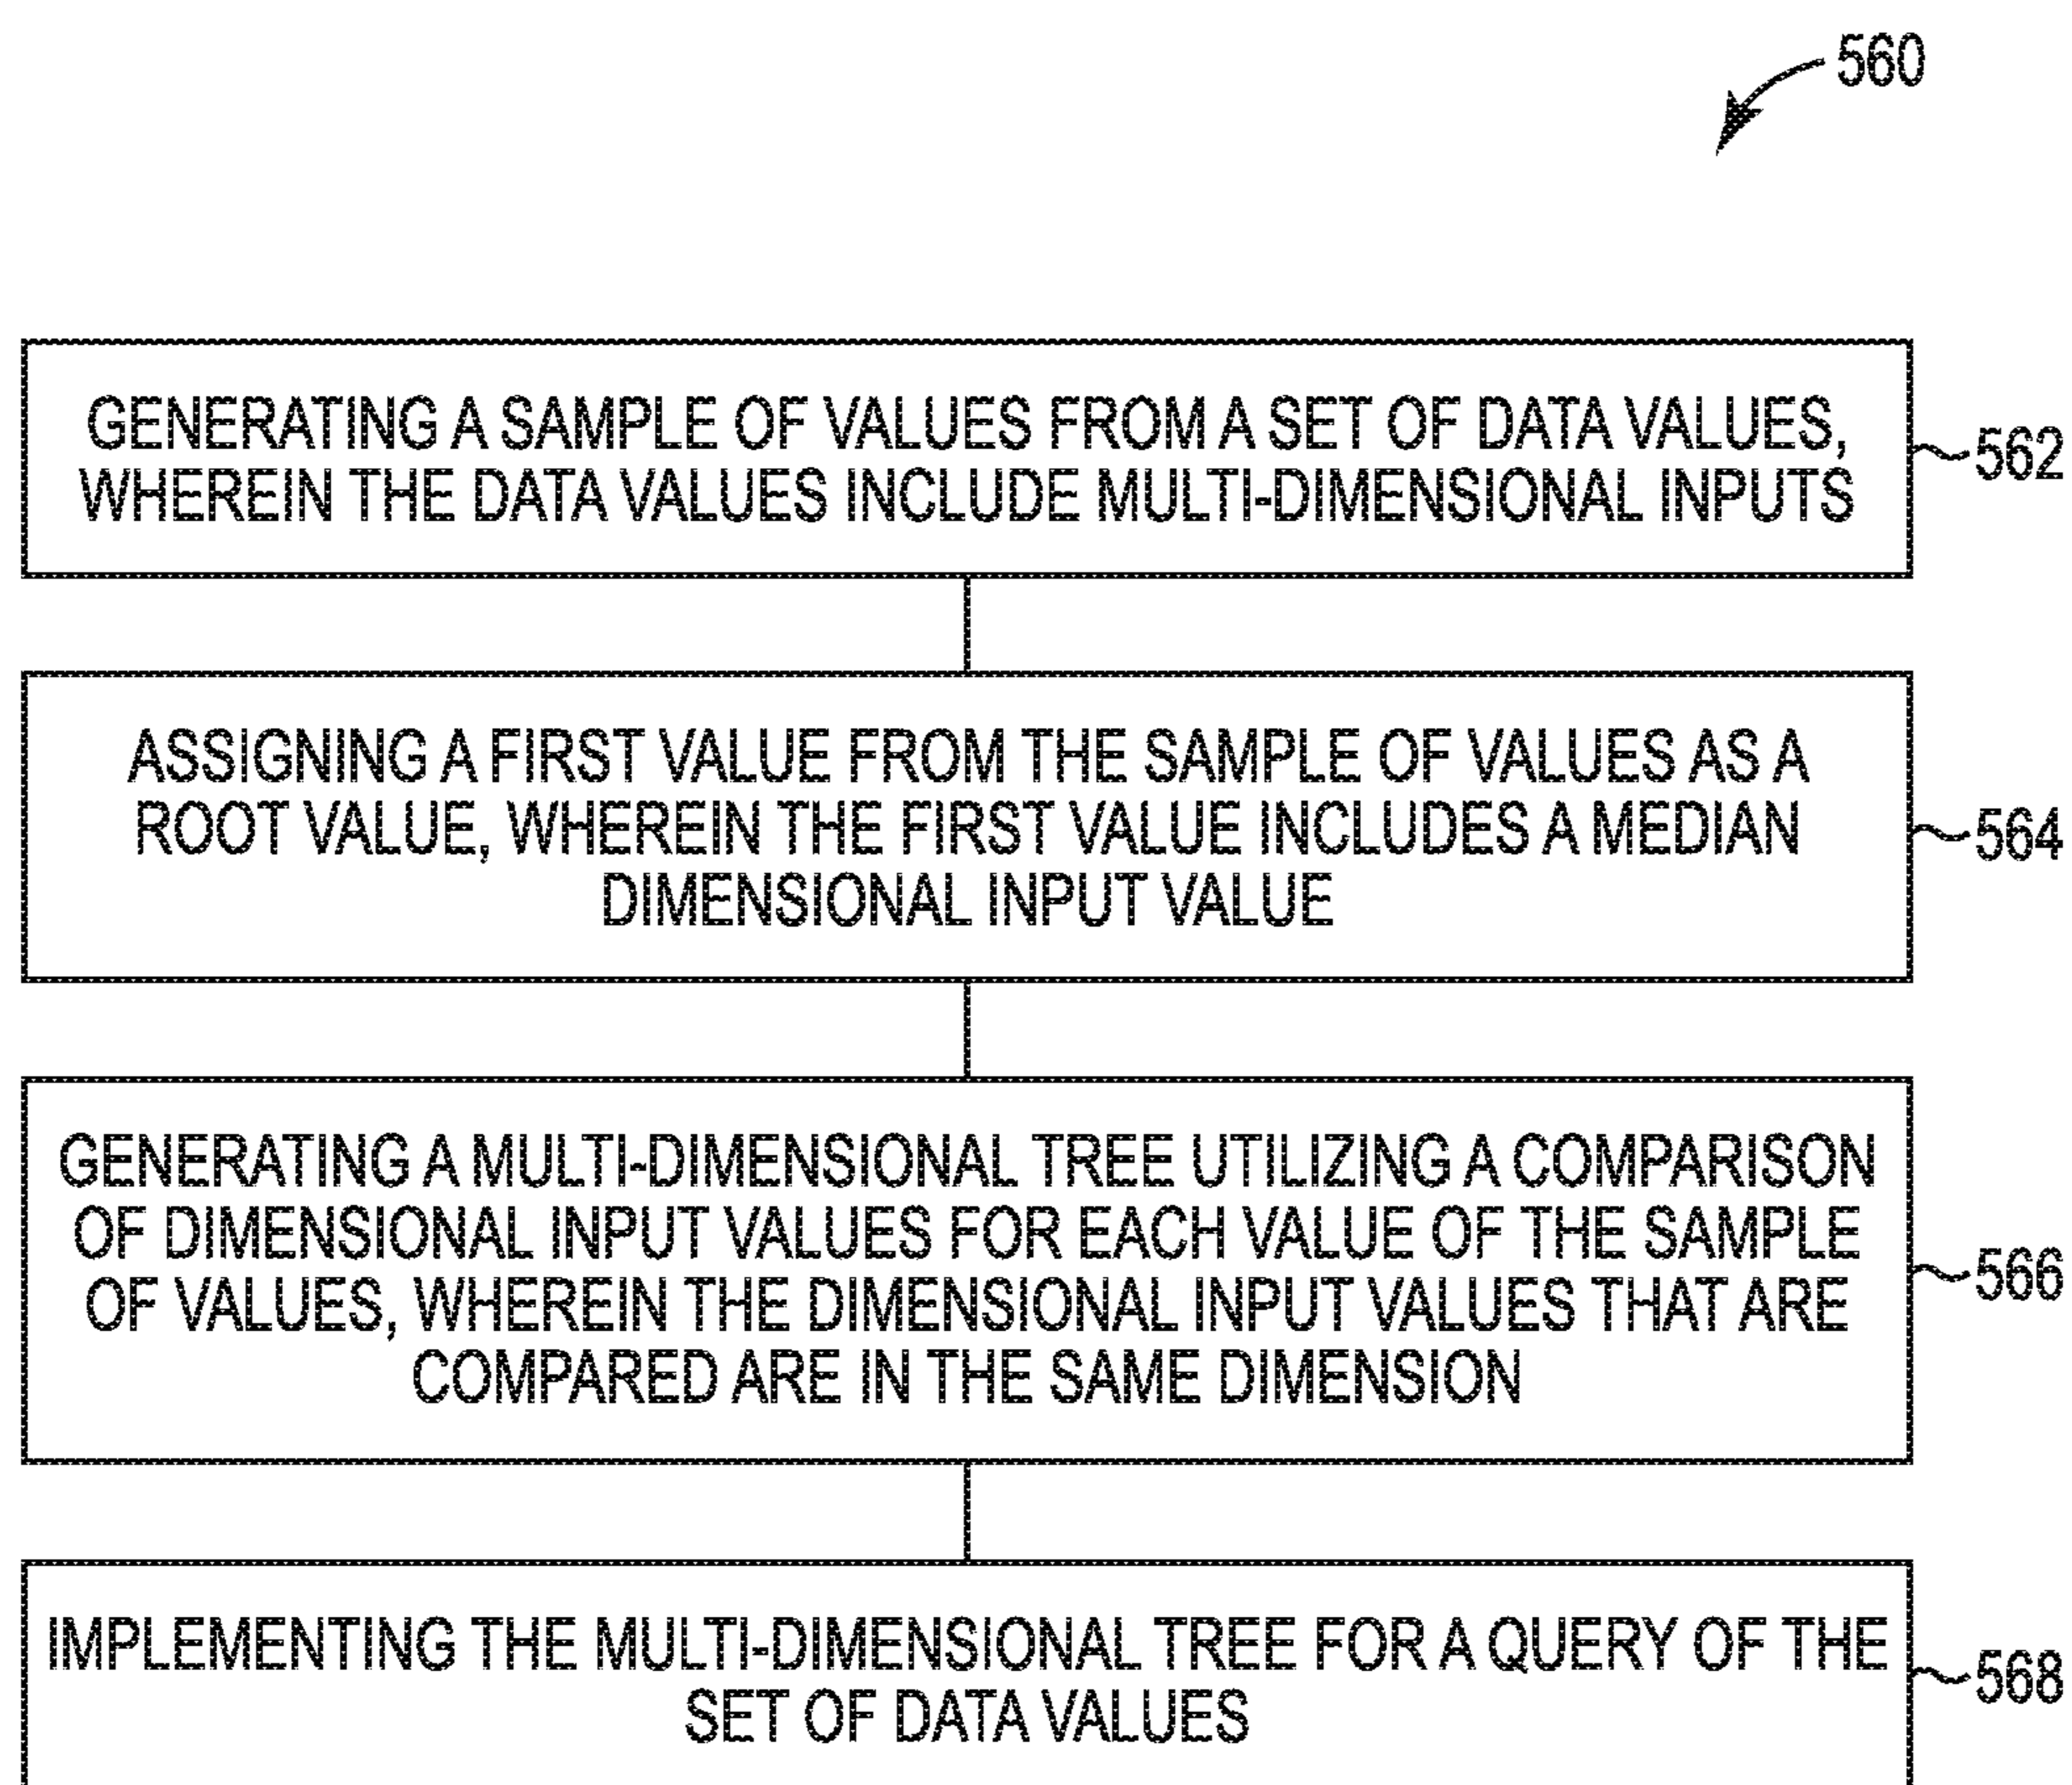 560
GENERATING A SAMPLE OF VALUES FROM A SET OF DATA VALUES,
WHEREIN THE DATA VALUES INCLUDE MULTI-DIMENSIONAL INPUTS
562
ASSIGNING A FIRST VALUE FROM THE SAMPLE OF VALUES AS A
ROOT VALUE, WHEREIN THE FIRST VALUE INCLUDES A MEDIAN
DIMENSIONAL INPUT VALUE
564
GENERATING A MULTI-DIMENSIONAL TREE UTILIZING A COMPARISON
OF DIMENSIONAL INPUT VALUES FOR EACH VALUE OF THE SAMPLE
OF VALUES, WHEREIN THE DIMENSIONAL INPUT VALUES THAT ARE
COMPARED ARE IN THE SAME DIMENSION
566
IMPLEMENTING THE MULTI-DIMENSIONAL TREE FOR A QUERY OF THE
SET OF DATA VALUES
568